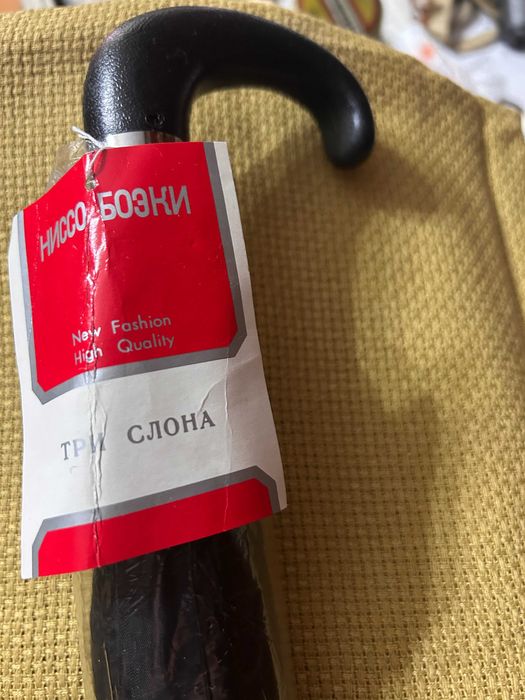 НИССО БОЭКИ
New Fashion
High Quality
ТРИ СЛОНА